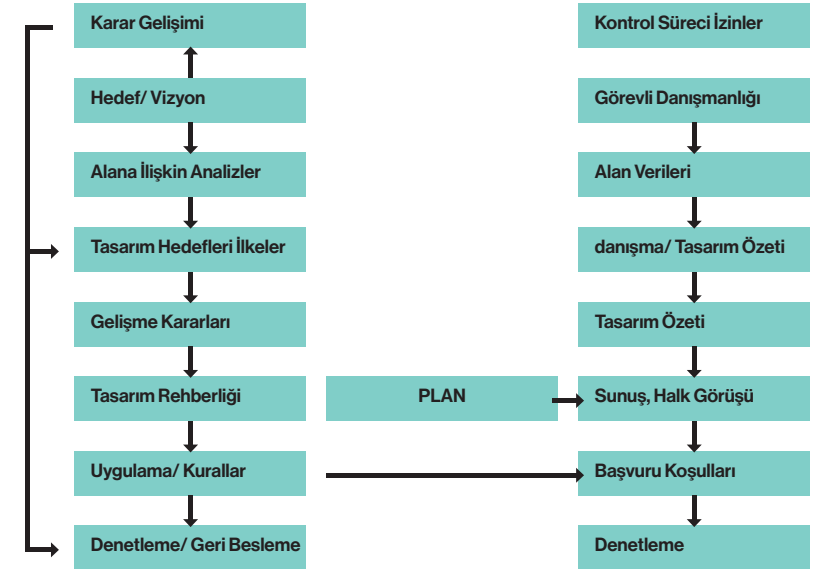 Karar Gelişimi
Hedef/ Vizyon
Alana İlişkin Analizler
Tasarım Hedefleri İlkeler
Gelişme Kararları
Tasarım Rehberliği
Uygulama/ Kurallar
Denetleme/ Geri Besleme
PLAN
Kontrol Süreci İzinler
Görevli Danışmanlığı
Alan Verileri
danışma/ Tasarım Özeti
Tasarım Özeti
Sunuş, Halk Görüşü
Başvuru Koşulları
Denetleme